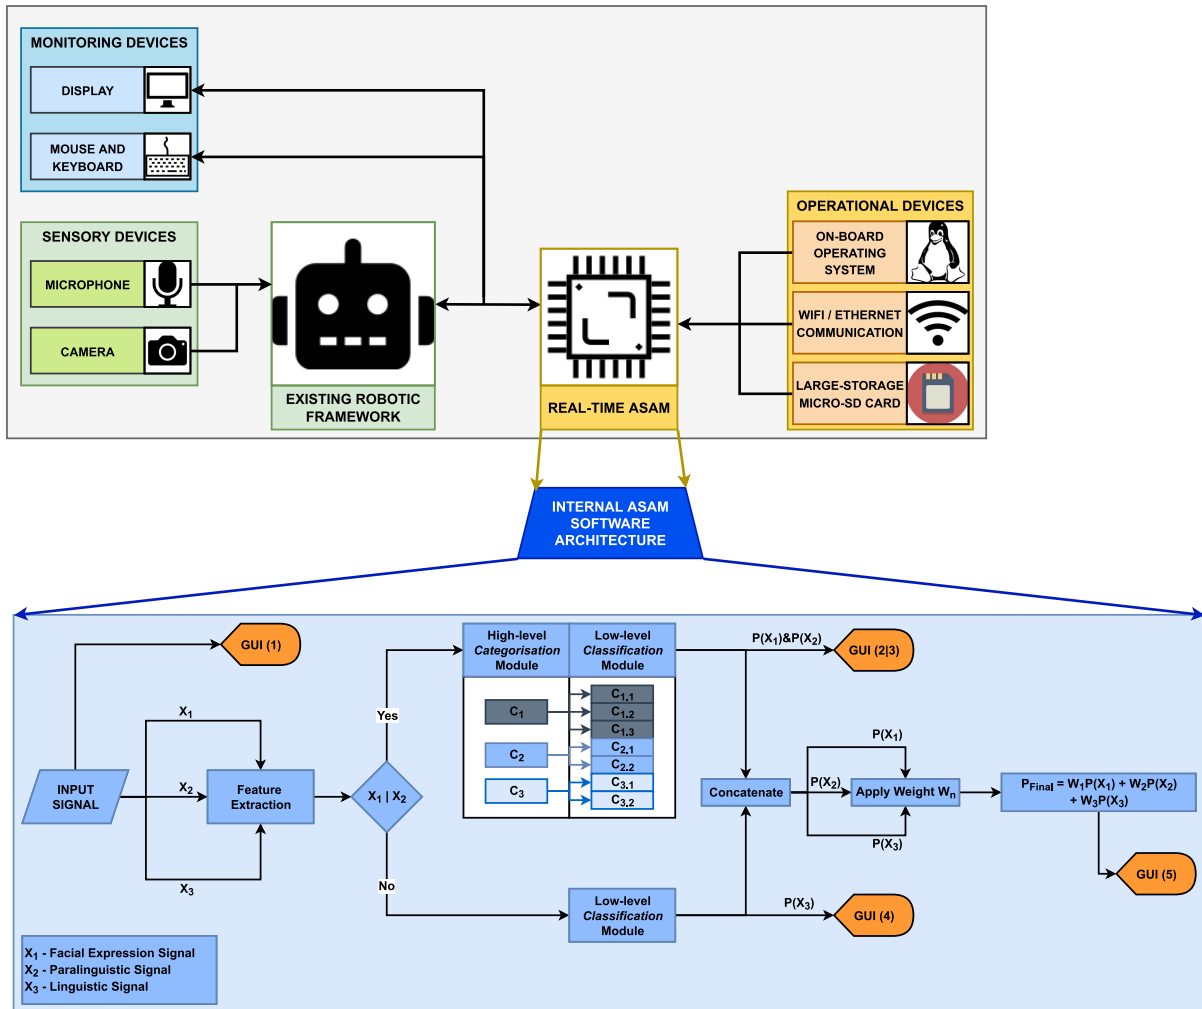 MONITORING DEVICES
DISPLAY
MOUSE AND
KEYBOARD
SENSORY DEVICES
MICROPHONE
CAMERA
EXISTING ROBOTIC
FRAMEWORK
REAL-TIME ASAM
OPERATIONAL DEVICES
ON-BOARD
OPERATING
SYSTEM
WIFI / ETHERNET
COMMUNICATION
LARGE-STORAGE
MICRO-SD CARD
INTERNAL ASAM
SOFTWARE
ARCHITECTURE
GUI (1)
INPUT
SIGNAL
X₁
X₂
X₃
Feature
Extraction
X₁ | X₂
Yes
No
High-level
Categorisation
Module
Low-level
Classification
Module
C₁
C₂
C₃
C₁.₁
C₁.₂
C₁.₃
C₂.₁
C₂.₂
C₃.₁
C₃.₂
P(X₁)&P(X₂)
GUI (2|3)
Low-level
Classification
Module
P(X₃)
GUI (4)
Concatenate
P(X₁)
P(X₂)
P(X₃)
Apply Weight Wₙ
P_Final = W₁P(X₁) + W₂P(X₂)
+ W₃P(X₃)
GUI (5)
X₁ - Facial Expression Signal
X₂ - Paralinguistic Signal
X₃ - Linguistic Signal